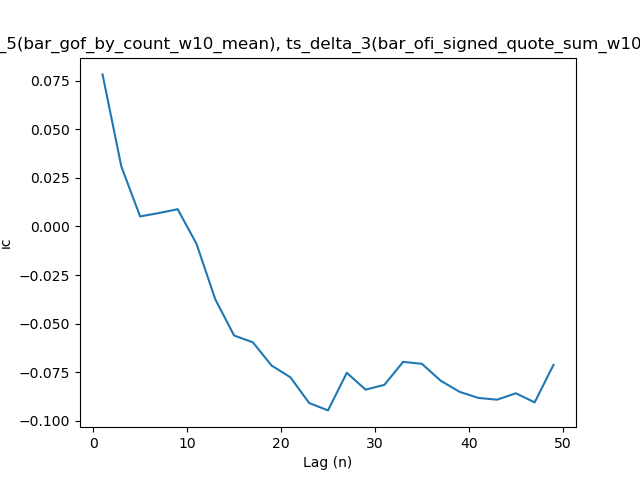 _5(bar_gof_by_count_w10_mean), ts_delta_3(bar_ofi_signed_quote_sum_w10
0.075
0.050
0.025
0.000
−0.025
−0.050
−0.075
−0.100
IC
0 10 20 30 40 50
Lag (n)